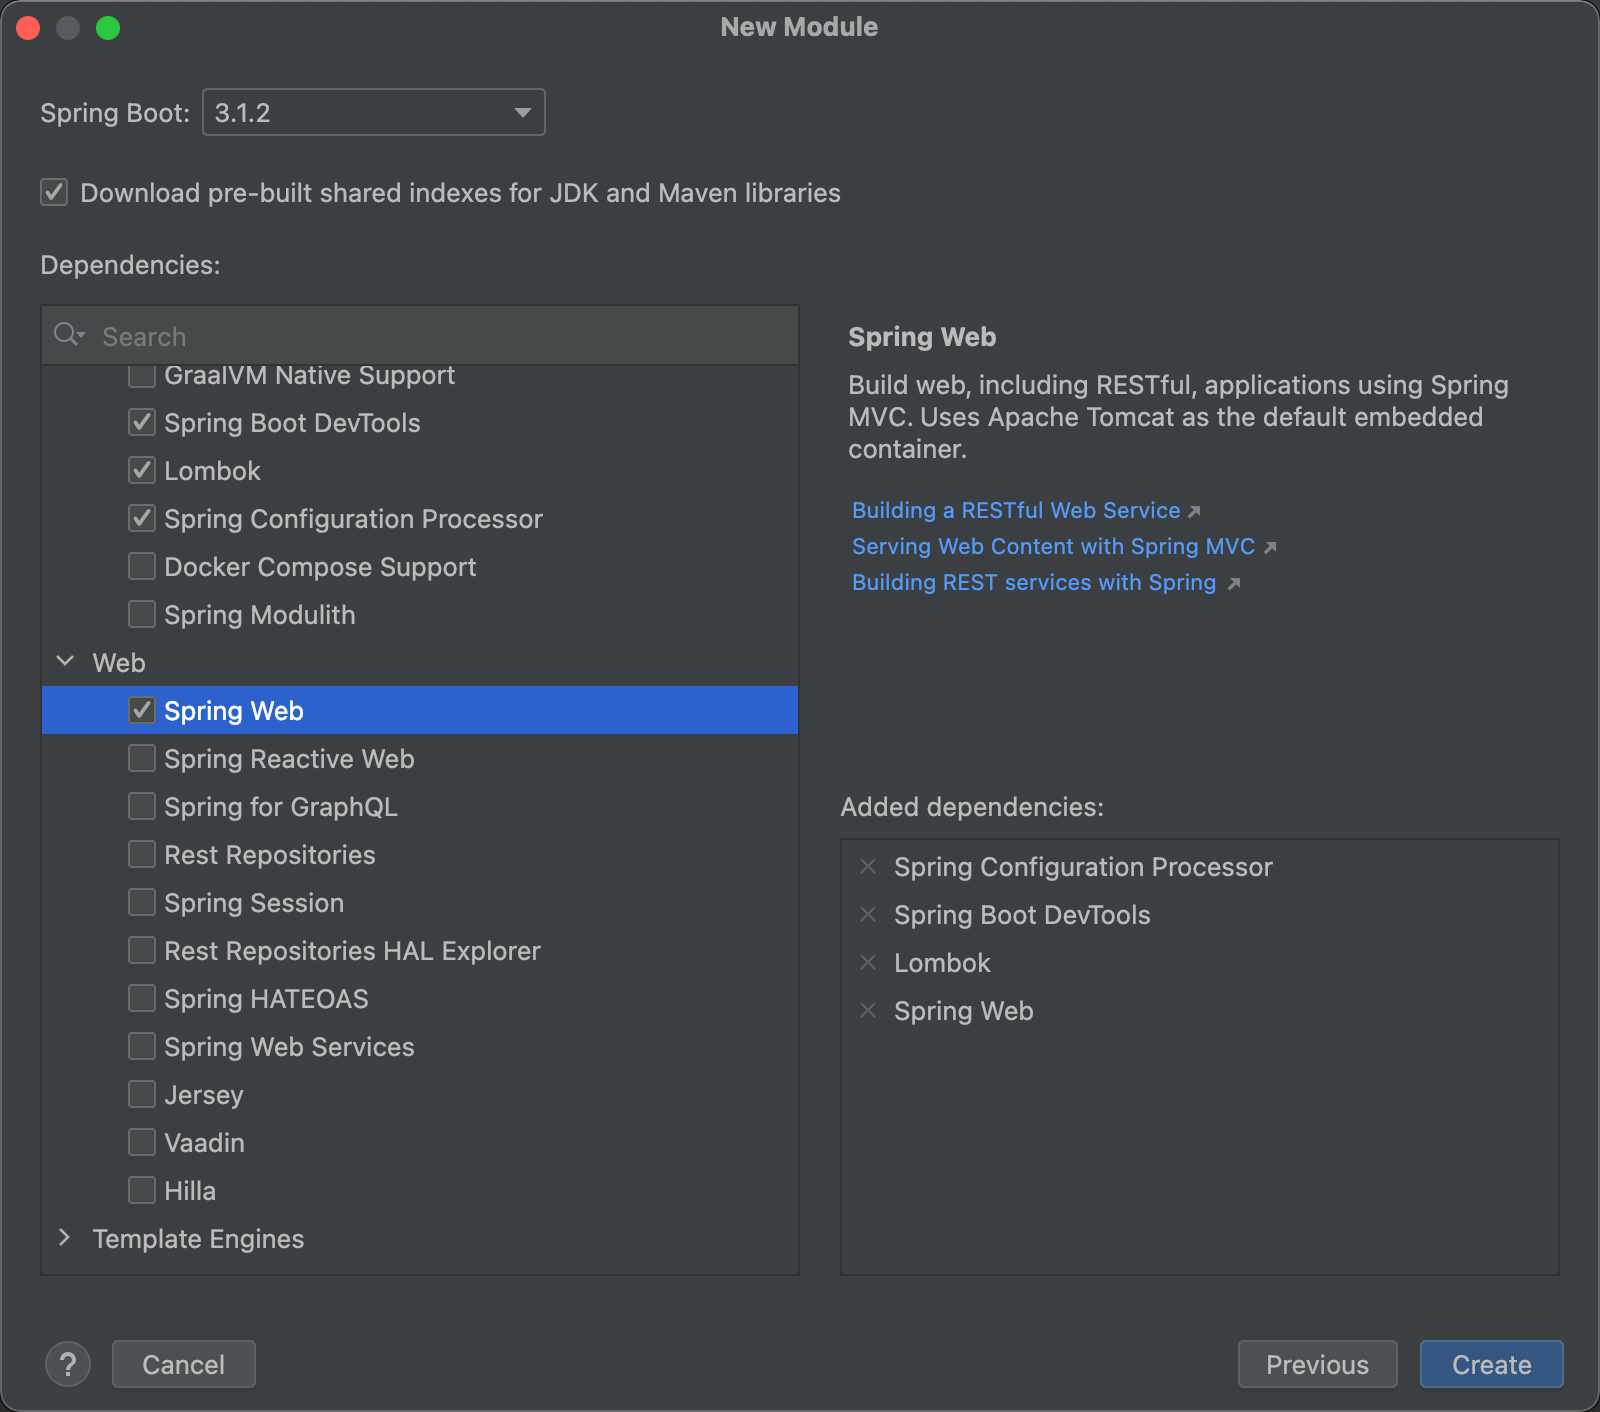 New Module
Spring Boot: 3.1.2
Download pre-built shared indexes for JDK and Maven libraries
Dependencies:
Search
GraalVM Native Support
Spring Boot DevTools
Lombok
Spring Configuration Processor
Docker Compose Support
Spring Modulith
Web
Spring Web
Spring Reactive Web
Spring for GraphQL
Rest Repositories
Spring Session
Rest Repositories HAL Explorer
Spring HATEOAS
Spring Web Services
Jersey
Vaadin
Hilla
Template Engines
Spring Web
Build web, including RESTful, applications using Spring
MVC. Uses Apache Tomcat as the default embedded
container.
Building a RESTful Web Service
Serving Web Content with Spring MVC
Building REST services with Spring
Added dependencies:
Spring Configuration Processor
Spring Boot DevTools
Lombok
Spring Web
? Cancel Previous Create